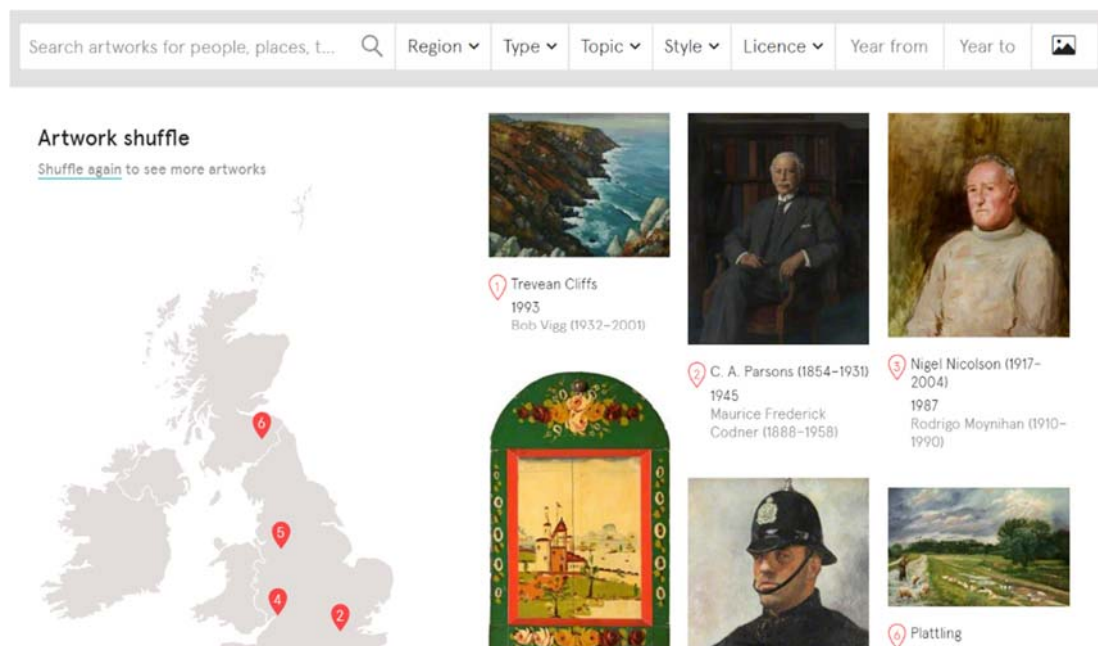 Search artworks for people, places, t...
Region
Type
Topic
Style
Licence
Year from
Year to
Artwork shuffle
Shuffle again to see more artworks
6
5
4
2
1 Trevean Cliffs
1993
Bob Vigg (1932–2001)
2 C. A. Parsons (1854–1931)
1945
Maurice Frederick
Codner (1888–1958)
3 Nigel Nicolson (1917–
2004)
1987
Rodrigo Moynihan (1910–
1990)
6 Plattling